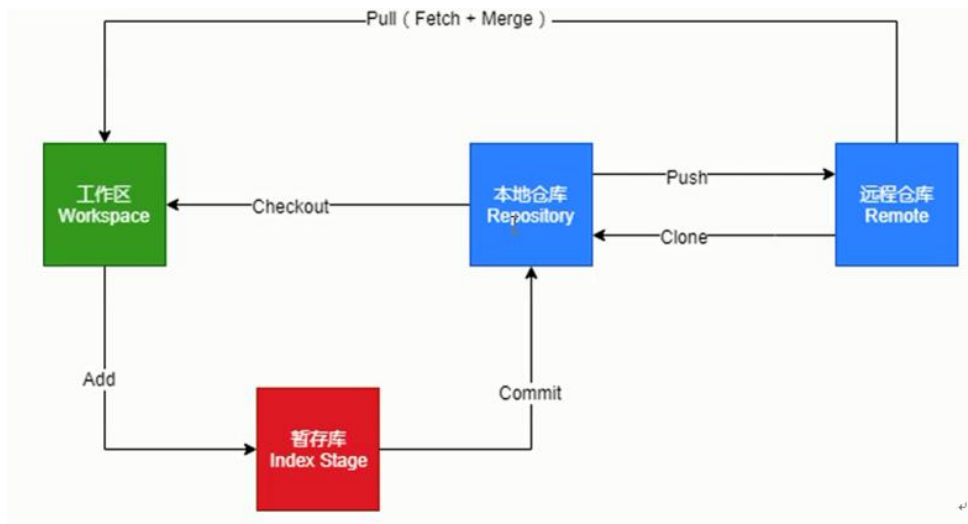 Pull ( Fetch + Merge )
工作区
Workspace
Checkout
本地仓库
Repository
Push
Clone
远程仓库
Remote
Add
暂存库
Index Stage
Commit